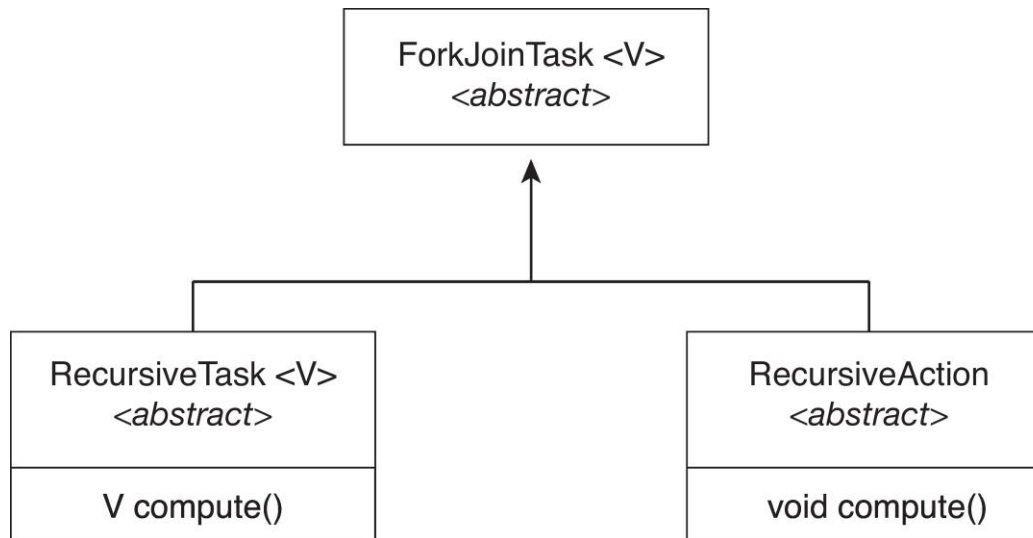 ForkJoinTask <V>
<abstract>
RecursiveTask <V>
<abstract>
V compute()
RecursiveAction
<abstract>
void compute()